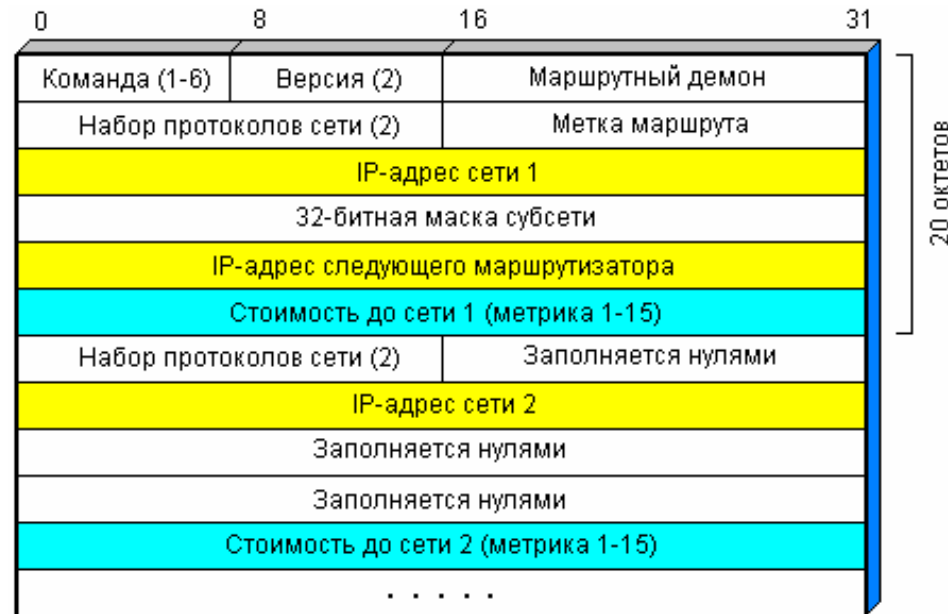 0 8 16 31
Команда (1-6) Версия (2) Маршрутный демон
Набор протоколов сети (2) Метка маршрута
IP-адрес сети 1
32-битная маска субсети
IP-адрес следующего маршрутизатора
Стоимость до сети 1 (метрика 1-15)
20 октетов
Набор протоколов сети (2) Заполняется нулями
IP-адрес сети 2
Заполняется нулями
Заполняется нулями
Стоимость до сети 2 (метрика 1-15)
. . . . .